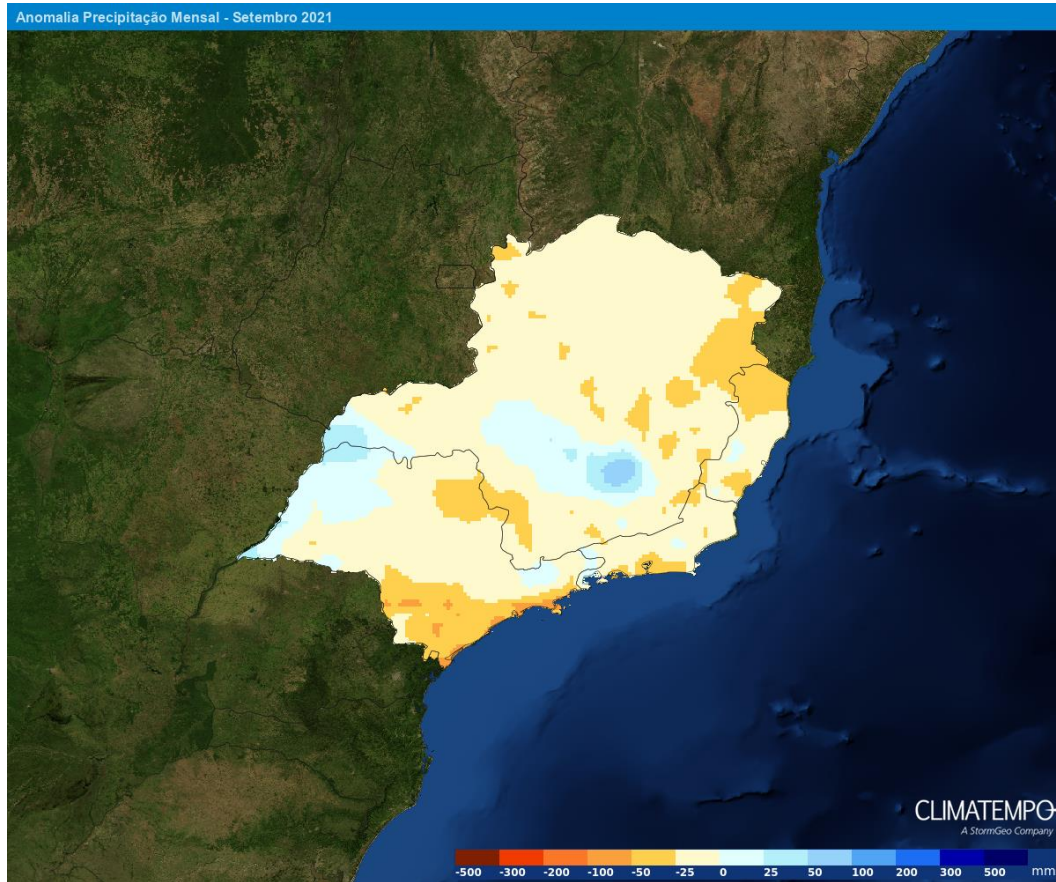 Anomalia Precipitação Mensal - Setembro 2021
CLIMATEMPO
A StormGeo Company
-500 -300 -200 -100 -50 -25 0 25 50 100 200 300 500 mm